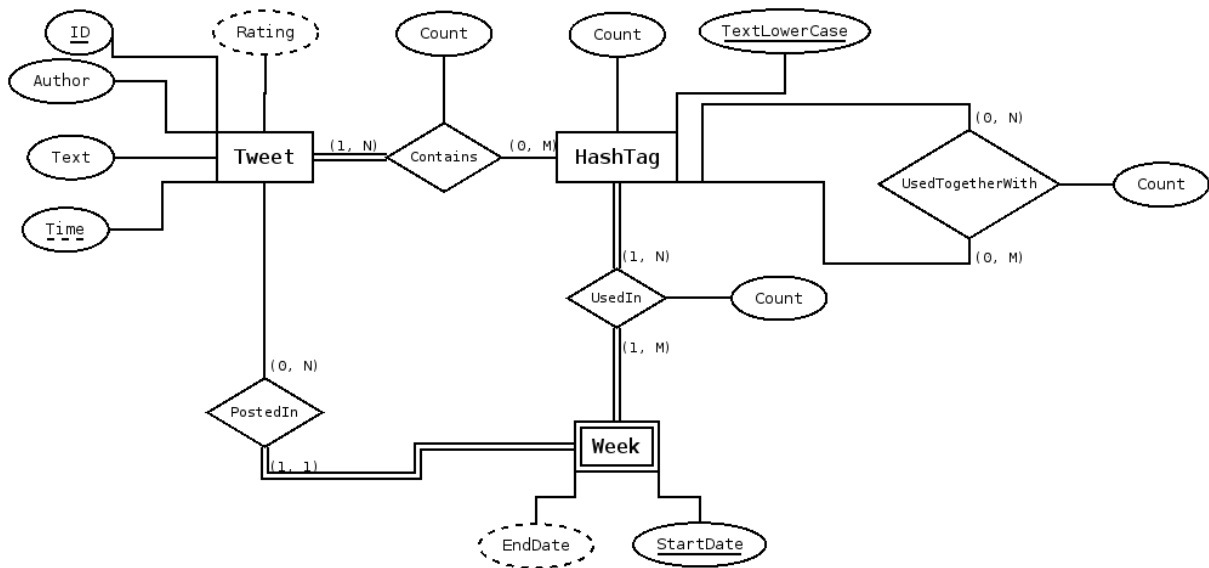 ID
Rating
Count
Count
TextLowerCase
Author
Text
Time
Tweet
(1, N)
Contains
(0, M)
HashTag
(0, N)
UsedTogetherWith
Count
(0, M)
(1, N)
UsedIn
Count
(1, M)
(0, N)
PostedIn
(1, 1)
Week
EndDate
StartDate